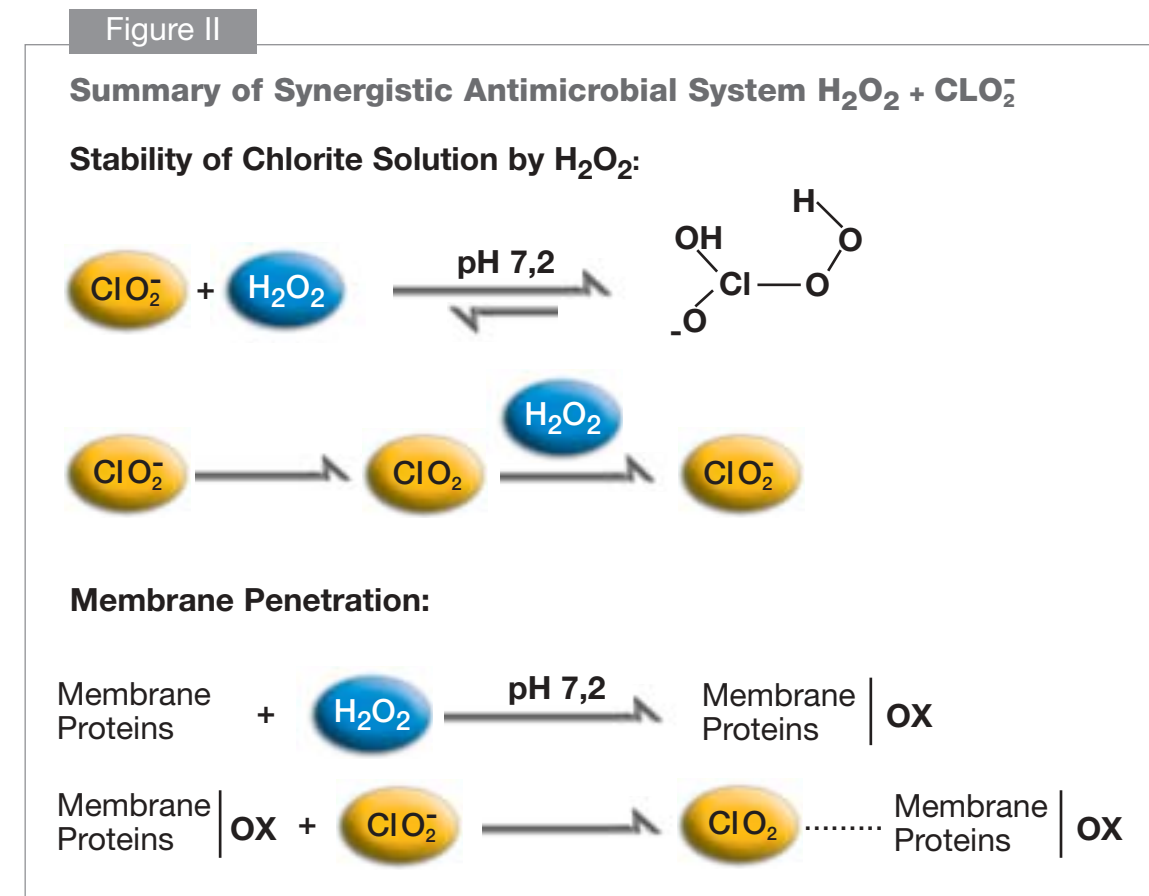 Figure II
Summary of Synergistic Antimicrobial System H₂O₂ + CLO₂⁻
Stability of Chlorite Solution by H₂O₂:
ClO₂⁻ + H₂O₂ pH 7,2 OH Cl O O H -O
ClO₂⁻ ClO₂ H₂O₂ ClO₂⁻
Membrane Penetration:
Membrane Proteins + H₂O₂ pH 7,2 Membrane Proteins | OX
Membrane Proteins | OX + ClO₂⁻ ClO₂ ......... Membrane Proteins | OX